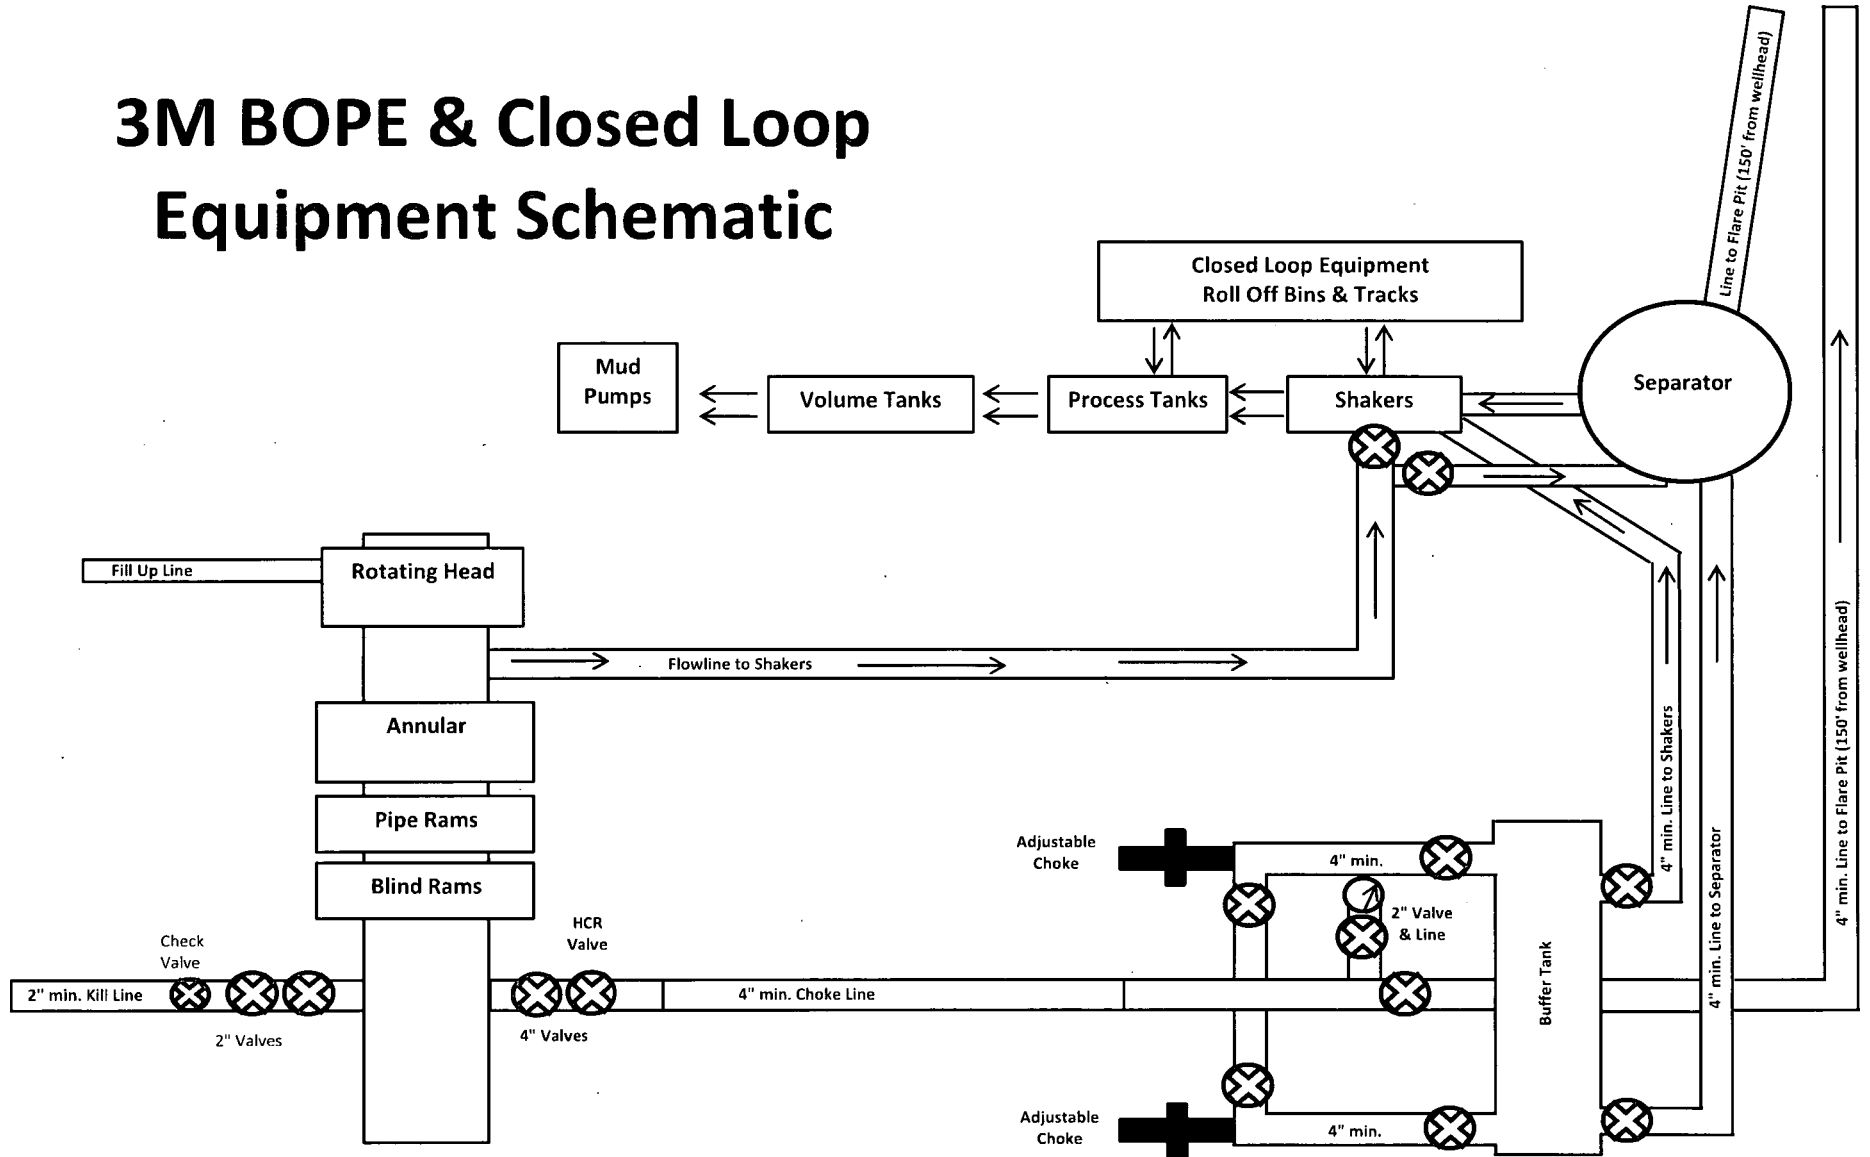 3M BOPE & Closed Loop
Equipment Schematic
Line to Flare Pit (150' from wellhead)
Closed Loop Equipment
Roll Off Bins & Tracks
Mud
Pumps
Volume Tanks
Process Tanks
Shakers
Separator
Fill Up Line
Rotating Head
Flowline to Shakers
Annular
Pipe Rams
Blind Rams
Check
Valve
HCR
Valve
2" min. Kill Line
2" Valves
4" Valves
4" min. Choke Line
Adjustable
Choke
4" min.
2" Valve
& Line
Adjustable
Choke
4" min.
Buffer Tank
4" min. Line to Shakers
4" min. Line to Separator
4" min. Line to Flare Pit (150' from wellhead)